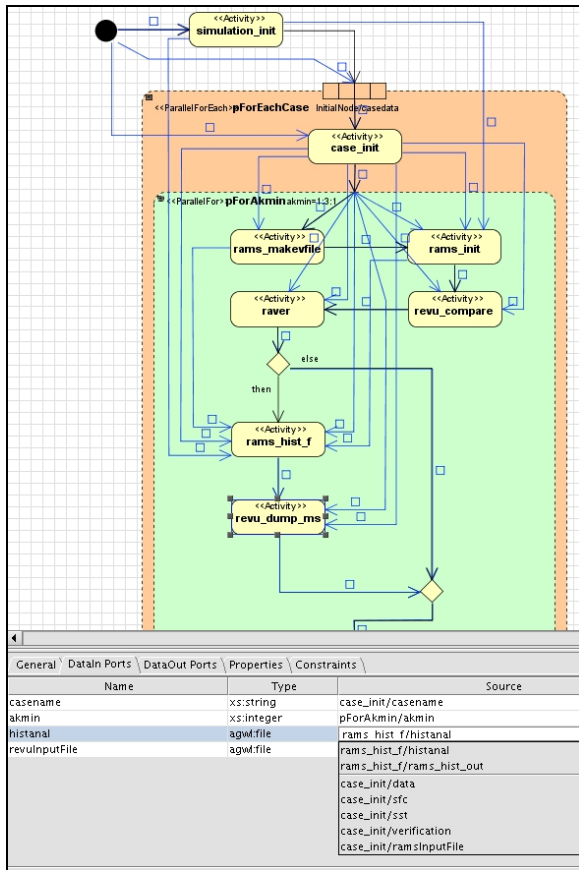 <<Activity>>
simulation_init
<<ParallelForEach>> pForEachCase InitialNode/casedata
<<Activity>>
case_init
<<ParallelFor>> pForAkmin akmin=1:3:1
<<Activity>>
rams_makevfile
<<Activity>>
rams_init
<<Activity>>
raver
<<Activity>>
revu_compare
else
then
<<Activity>>
rams_hist_f
<<Activity>>
revu_dump_ms
General DataIn Ports DataOut Ports Properties Constraints
Name Type Source
casename xs:string case_init/casename
akmin xs:integer pForAkmin/akmin
histanal agwl:file rams_hist_f/histanal
revuInputFile agwl:file rams_hist_f/histanal
rams_hist_f/rams_hist_out
case_init/data
case_init/sfc
case_init/sst
case_init/verification
case_init/ramsInputFile